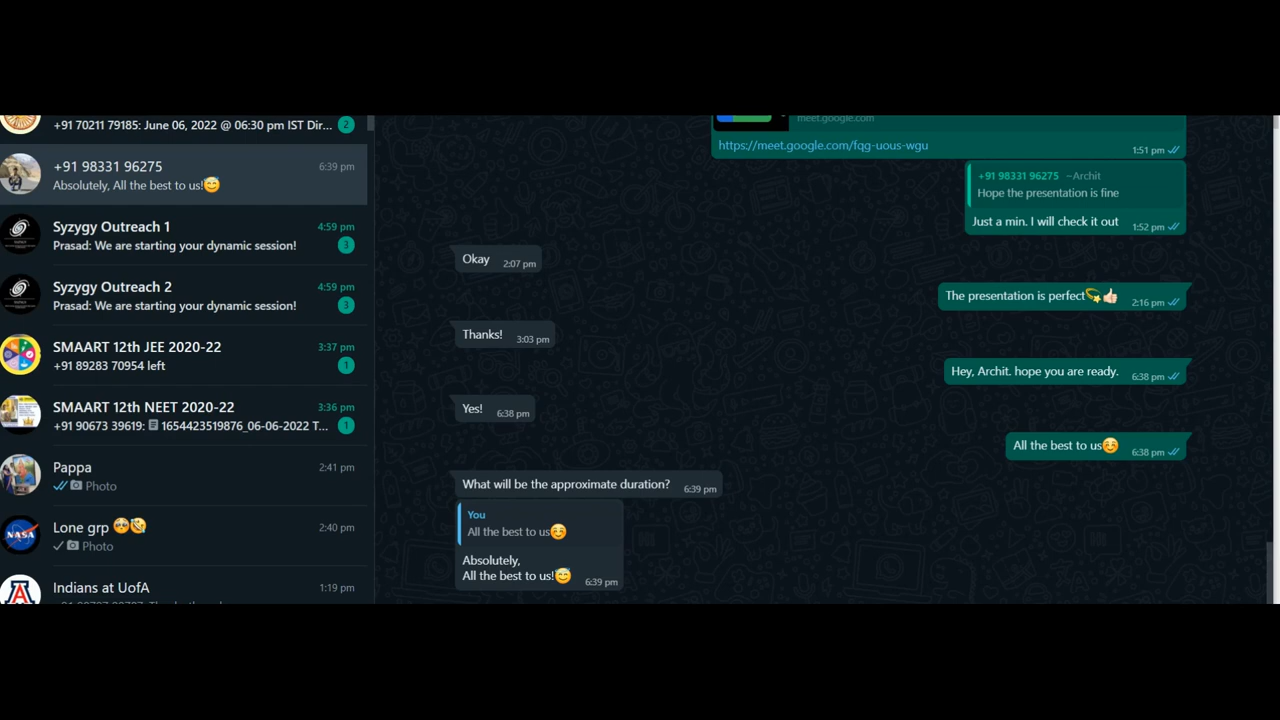 +91 70211 79185: June 06, 2022 @ 06:30 pm IST Dir... 2
+91 98331 96275 6:39 pm
Absolutely, All the best to us!😅
Syzygy Outreach 1 4:59 pm
Prasad: We are starting your dynamic session! 3
Syzygy Outreach 2 4:59 pm
Prasad: We are starting your dynamic session! 3
SMAART 12th JEE 2020-22 3:37 pm
+91 89283 70954 left 1
SMAART 12th NEET 2020-22 3:36 pm
+91 90673 39619: 1654423519876_06-06-2022 T... 1
Pappa 2:41 pm
Photo
Lone grp 2:40 pm
NASA
Photo
Indians at UofA 1:19 pm
A
meet.google.com
https://meet.google.com/fqg-uous-wgu
1:51 pm
+91 98331 96275 ~Archit
Hope the presentation is fine
Just a min. I will check it out 1:52 pm
Okay 2:07 pm
The presentation is perfect💫👍🏻 2:16 pm
Thanks! 3:03 pm
Hey, Archit. hope you are ready. 6:38 pm
Yes! 6:38 pm
All the best to us☺️ 6:38 pm
What will be the approximate duration? 6:39 pm
You
All the best to us☺️
Absolutely,
All the best to us!😅 6:39 pm